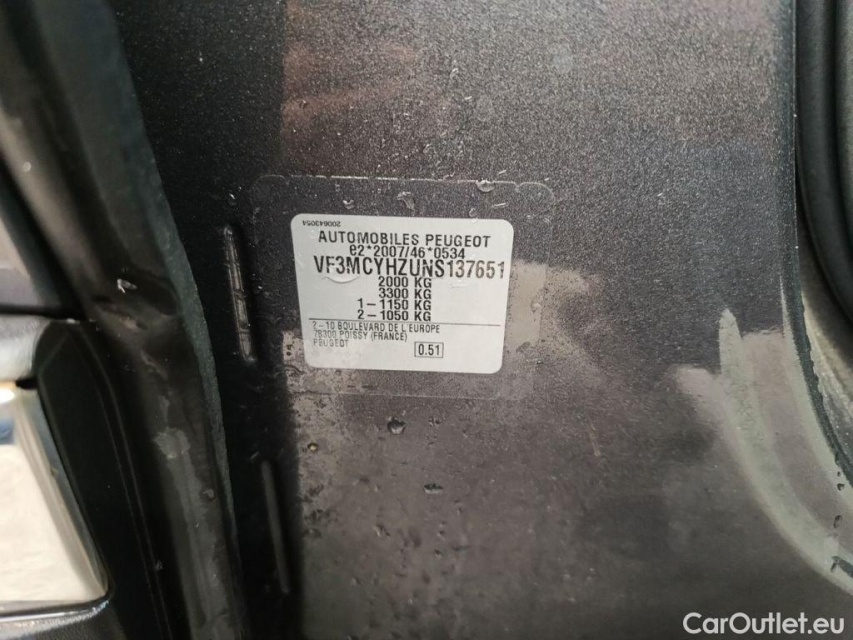 200643054
AUTOMOBILES PEUGEOT
e2*2007/46*0534
VF3MCYHZUNS137651
2000 KG
3300 KG
1-1150 KG
2-1050 KG
2-10 BOULEVARD DE L'EUROPE
78300 POISSY (FRANCE)
PEUGEOT
0.51
CarOutlet.eu